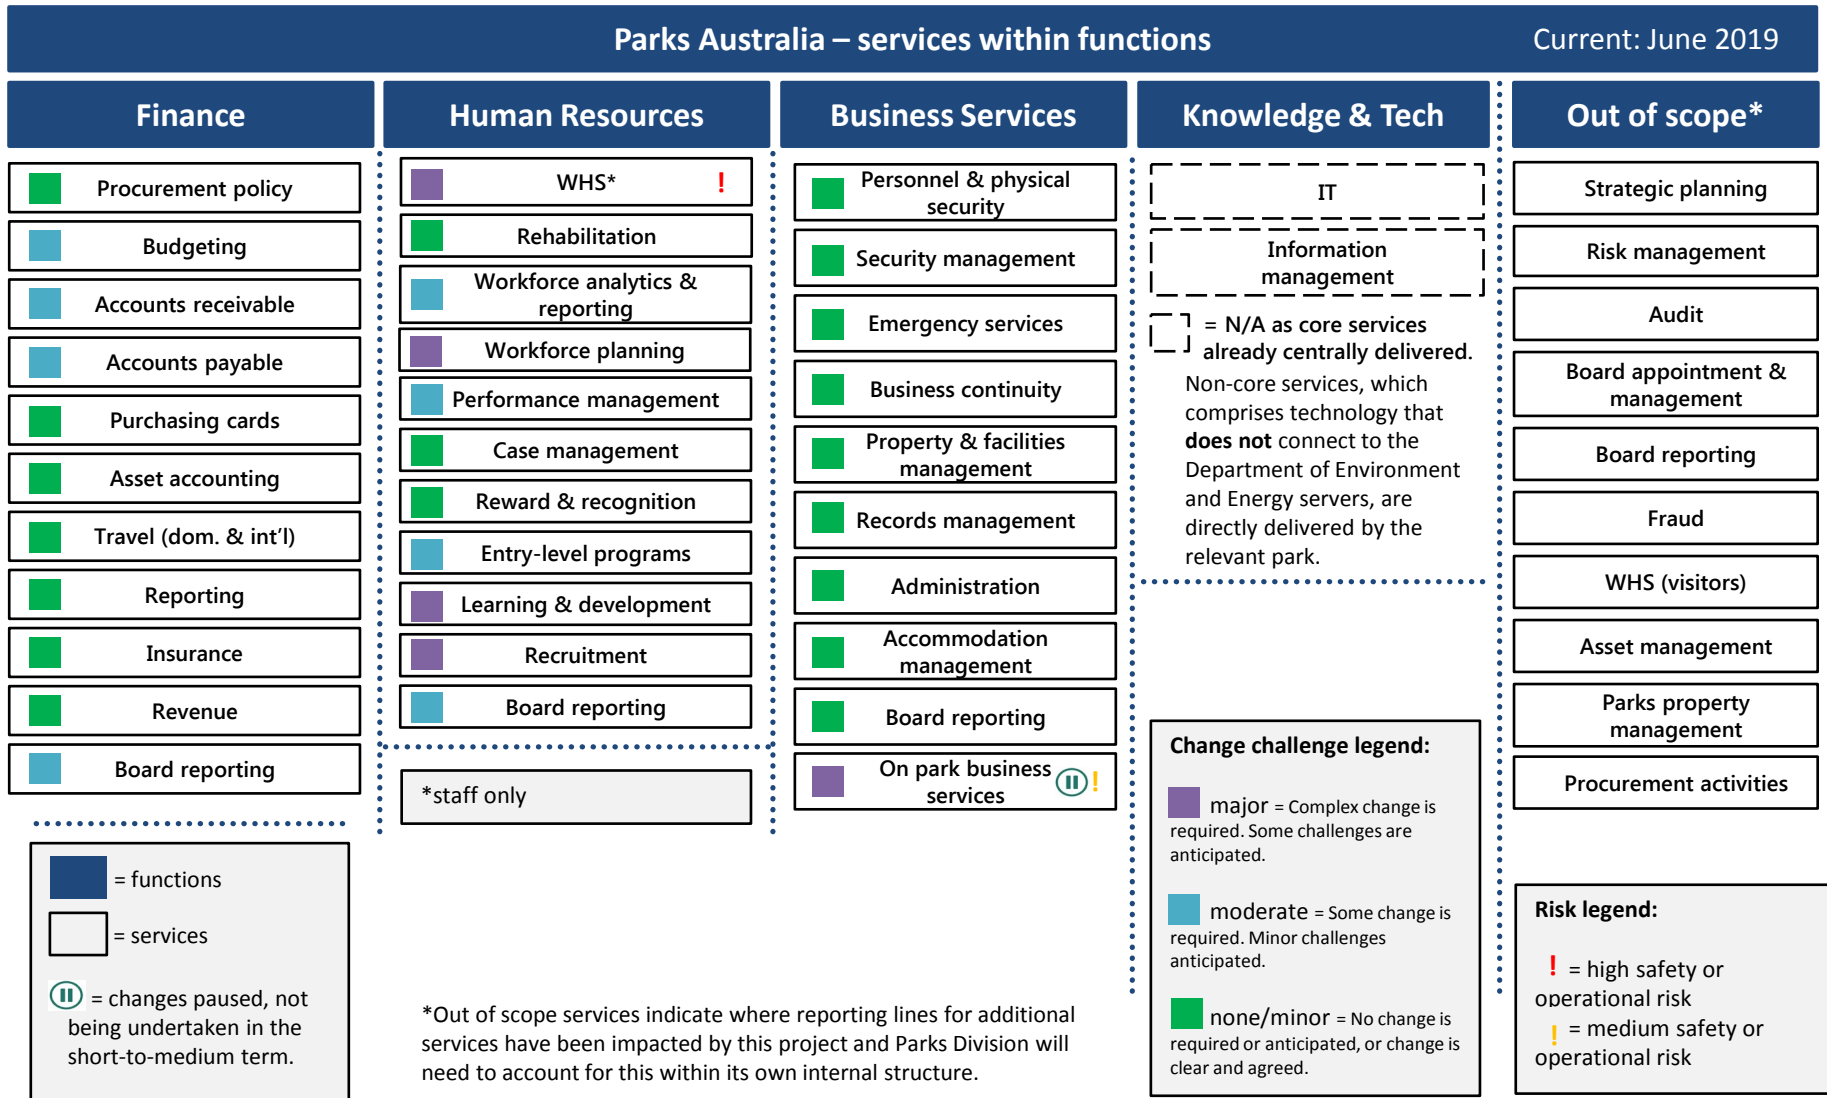 Parks Australia – services within functions
Current: June 2019
Finance
Procurement policy
Budgeting
Accounts receivable
Accounts payable
Purchasing cards
Asset accounting
Travel (dom. & int'l)
Reporting
Insurance
Revenue
Board reporting
= functions
= services
= changes paused, not
being undertaken in the
short-to-medium term.
Human Resources
WHS* !
Rehabilitation
Workforce analytics &
reporting
Workforce planning
Performance management
Case management
Reward & recognition
Entry-level programs
Learning & development
Recruitment
Board reporting
*staff only
Business Services
Personnel & physical
security
Security management
Emergency services
Business continuity
Property & facilities
management
Records management
Administration
Accommodation
management
Board reporting
On park business
services !
*Out of scope services indicate where reporting lines for additional
services have been impacted by this project and Parks Division will
need to account for this within its own internal structure.
Knowledge & Tech
IT
Information
management
= N/A as core services
already centrally delivered.
Non-core services, which
comprises technology that
does not connect to the
Department of Environment
and Energy servers, are
directly delivered by the
relevant park.
Change challenge legend:
major = Complex change is
required. Some challenges are
anticipated.
moderate = Some change is
required. Minor challenges
anticipated.
none/minor = No change is
required or anticipated, or change is
clear and agreed.
Out of scope*
Strategic planning
Risk management
Audit
Board appointment &
management
Board reporting
Fraud
WHS (visitors)
Asset management
Parks property
management
Procurement activities
Risk legend:
! = high safety or
operational risk
! = medium safety or
operational risk